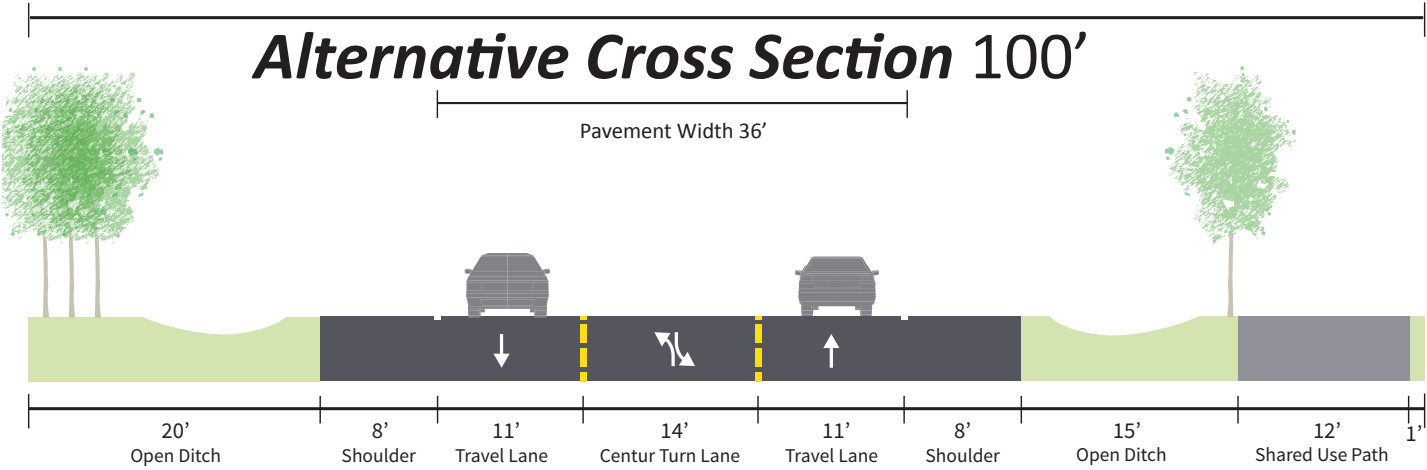 Alternative Cross Section 100’
Pavement Width 36’
20’ 8’ 11’ 14’ 11’ 8’ 15’ 12’ 1’
Open Ditch Shoulder Travel Lane Centur Turn Lane Travel Lane Shoulder Open Ditch Shared Use Path